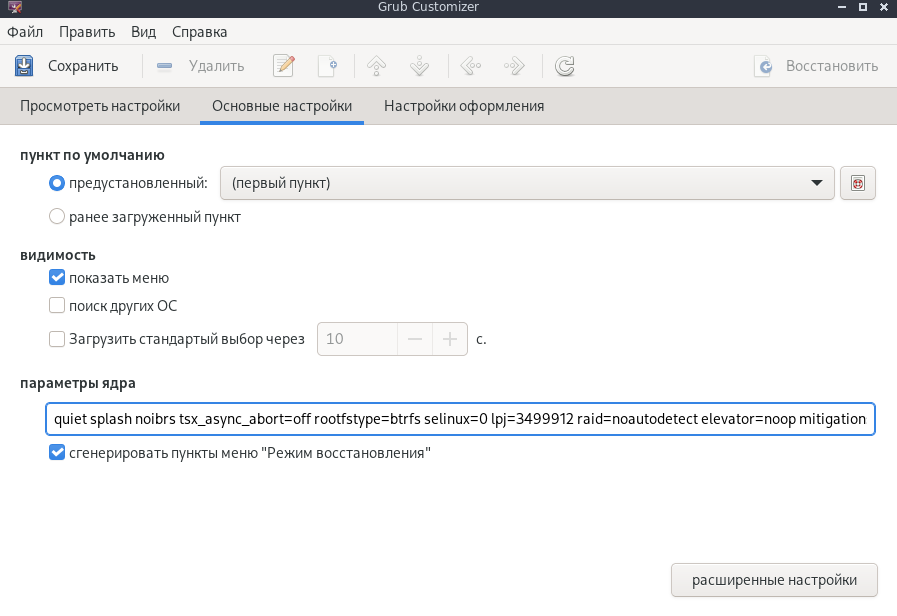 Grub Customizer
Файл Править Вид Справка
Сохранить Удалить Восстановить
Просмотреть настройки Основные настройки Настройки оформления
пункт по умолчанию
предустановленный: (первый пункт)
ранее загруженный пункт
видимость
показать меню
поиск других ОС
Загрузить стандартый выбор через 10 с.
параметры ядра
quiet splash noibrs tsx_async_abort=off rootfstype=btrfs selinux=0 lpj=3499912 raid=noautodetect elevator=noop mitigation
сгенерировать пункты меню "Режим восстановления"
расширенные настройки